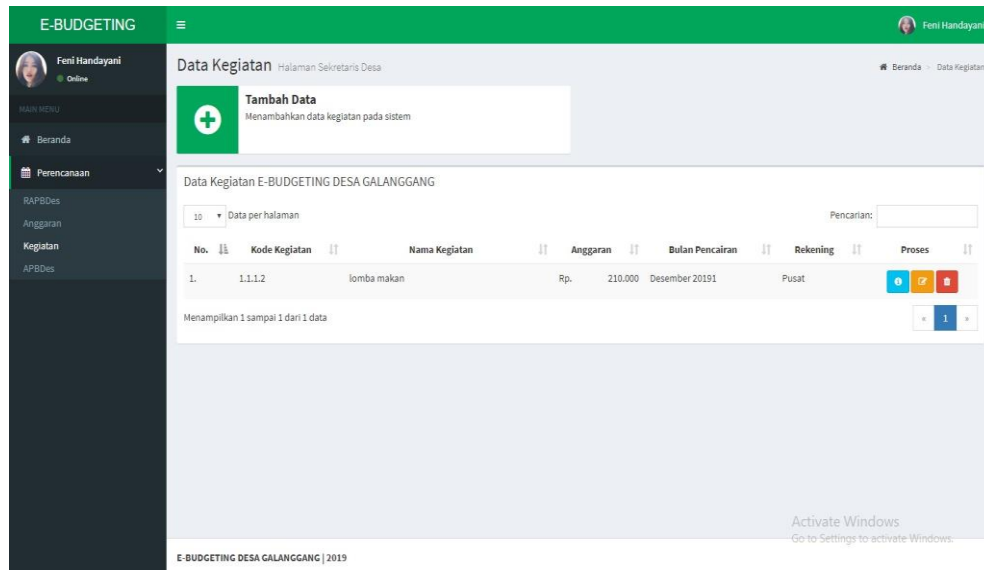 E-BUDGETING
Feni Handayani
Feni Handayani
Online
Data Kegiatan Halaman Sekretaris Desa
Beranda > Data Kegiatan
MAIN MENU
Beranda
Perencanaan
RAPBDes
Anggaran
Kegiatan
APBDes
Tambah Data
Menambahkan data kegiatan pada sistem
Data Kegiatan E-BUDGETING DESA GALANGGANG
10 Data per halaman
Pencarian:
No. Kode Kegiatan Nama Kegiatan Anggaran Bulan Pencairan Rekening Proses
1. 1.1.1.2 lomba makan Rp. 210.000 Desember 20191 Pusat
Menampilkan 1 sampai 1 dari 1 data
« 1 »
Activate Windows
Go to Settings to activate Windows.
E-BUDGETING DESA GALANGGANG | 2019